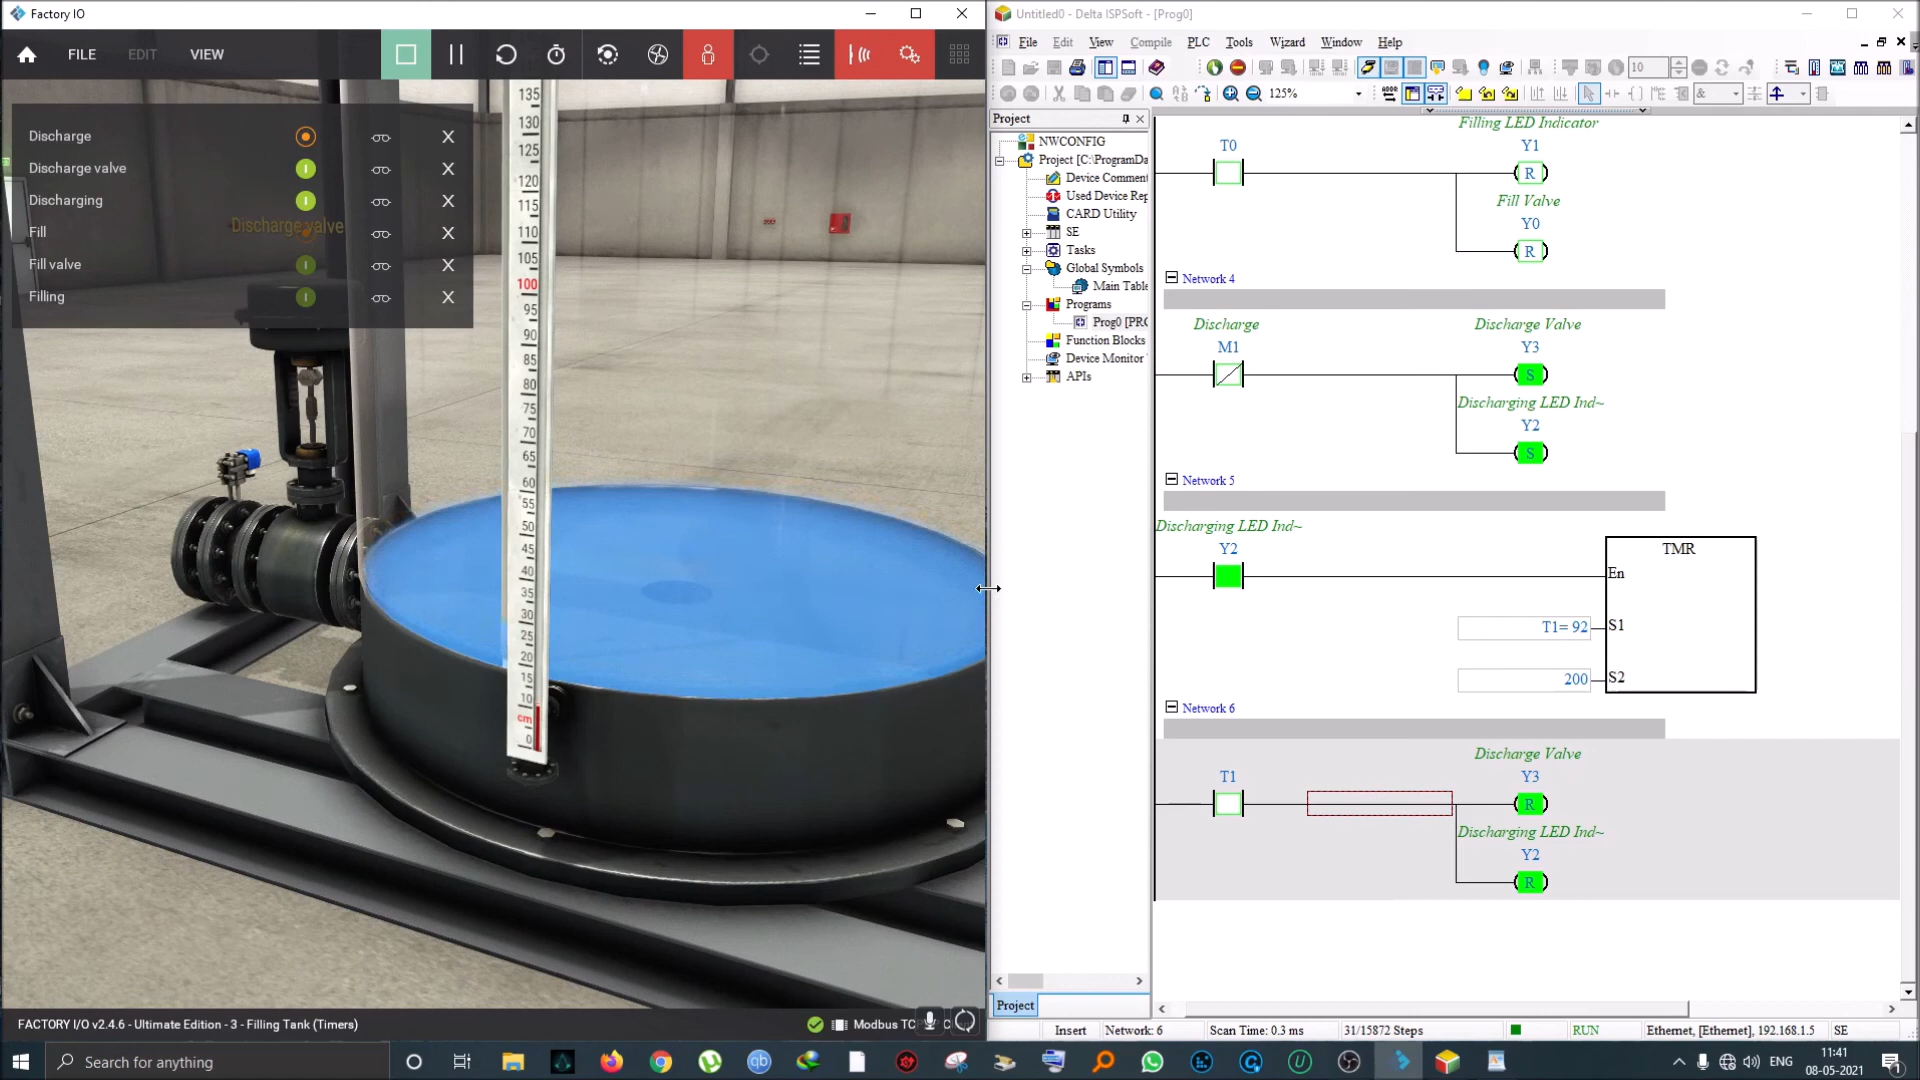 Factory IO
FILE
EDIT
VIEW
Discharge
X
Discharge valve
X
Discharging
X
Discharge valve
Fill
X
Fill valve
X
Filling
X
135
130
125
120
115
110
105
100
95
90
85
80
75
70
65
60
55
50
45
40
35
30
25
20
15
10
cm
0
FACTORY I/O v2.4.6 - Ultimate Edition - 3 - Filling Tank (Timers)
Modbus TC
Untitled0 - Delta ISPSoft - [Prog0]
File
Edit
View
Compile
PLC
Tools
Wizard
Window
Help
10
125%
&
Project
NWCONFIG
Project [C:\ProgramDa
Device Commen
Used Device Rep
CARD Utility
SE
Tasks
Global Symbols
Main Table
Programs
Prog0 [PRC
Function Blocks
Device Monitor
APIs
Project
Filling LED Indicator
T0
Y1
R
Fill Valve
Y0
R
Network 4
Discharge
Discharge Valve
M1
Y3
S
Discharging LED Ind~
Y2
S
Network 5
Discharging LED Ind~
Y2
TMR
En
T1= 92
S1
200
S2
Network 6
Discharge Valve
T1
Y3
R
Discharging LED Ind~
Y2
R
Insert
Network: 6
Scan Time: 0.3 ms
31/15872 Steps
RUN
Ethernet, [Ethernet], 192.168.1.5
SE
Search for anything
ENG
11:41
08-05-2021